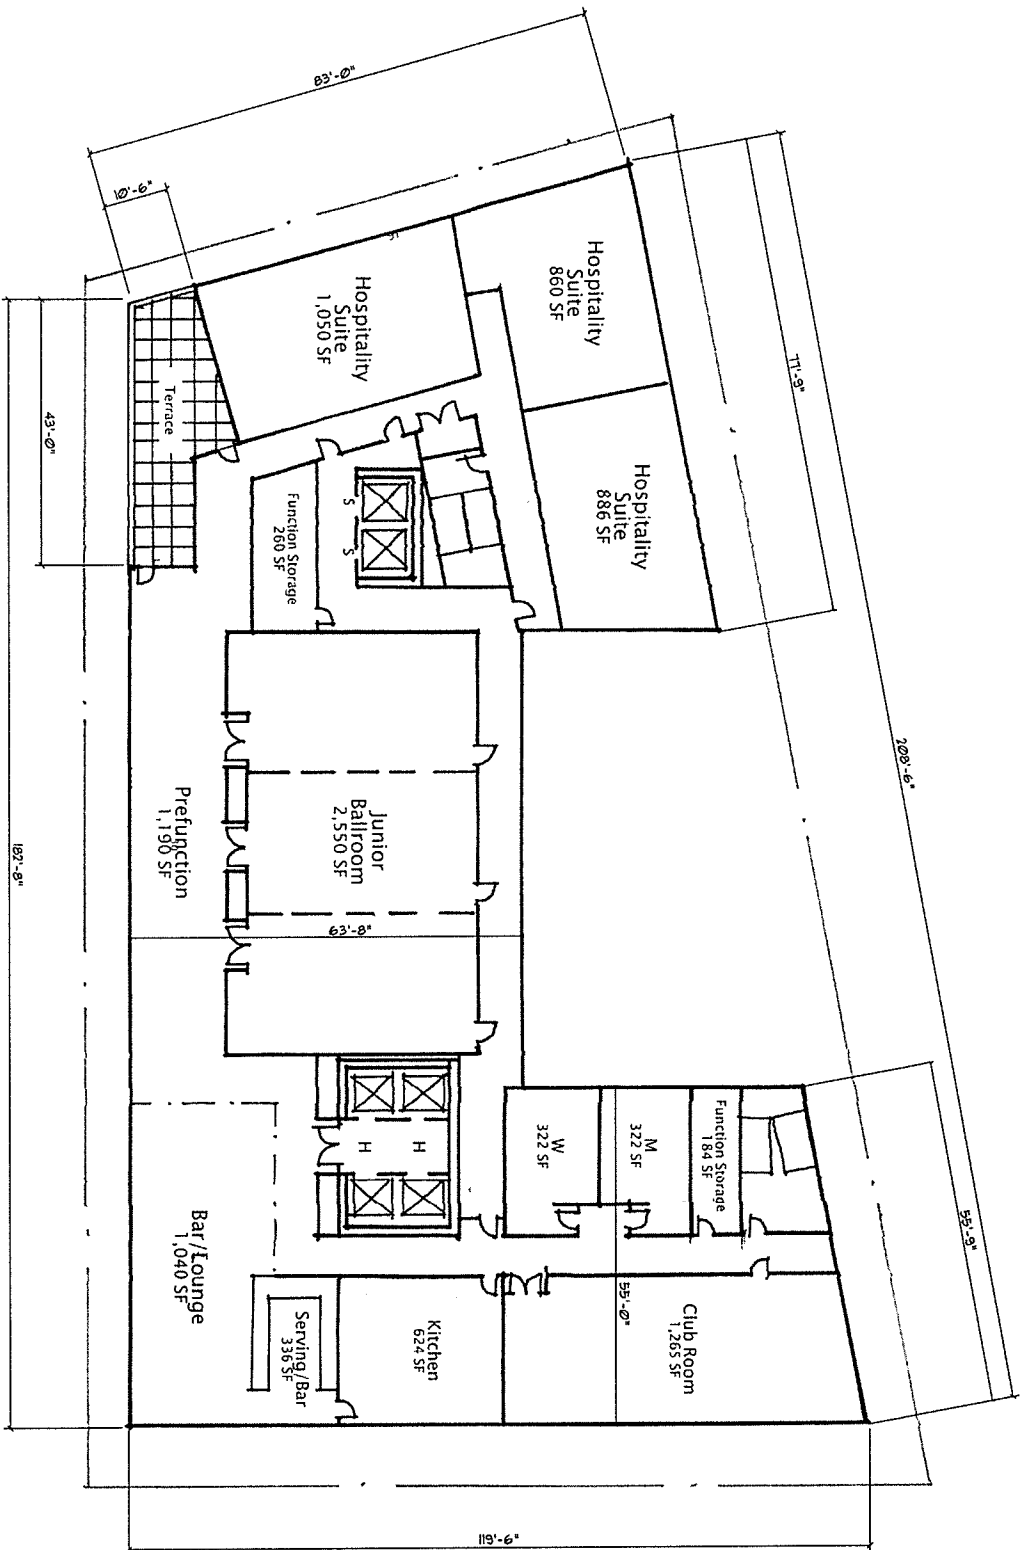 83'-0"
10'-6"
Hospitality
Suite
860 SF
Hospitality
Suite
1,050 SF
77'-9"
43'-0"
Terrace
Hospitality
Suite
886 SF
Function Storage
260 SF
S
S
208'-6"
182'-8"
Prefunction
1,190 SF
Junior
Ballroom
2,550 SF
63'-8"
H
H
W
322 SF
M
322 SF
Function Storage
184 SF
55'-9"
Bar/Lounge
1,040 SF
Serving/Bar
336 SF
Kitchen
624 SF
55'-0"
Club Room
1,265 SF
119'-6"